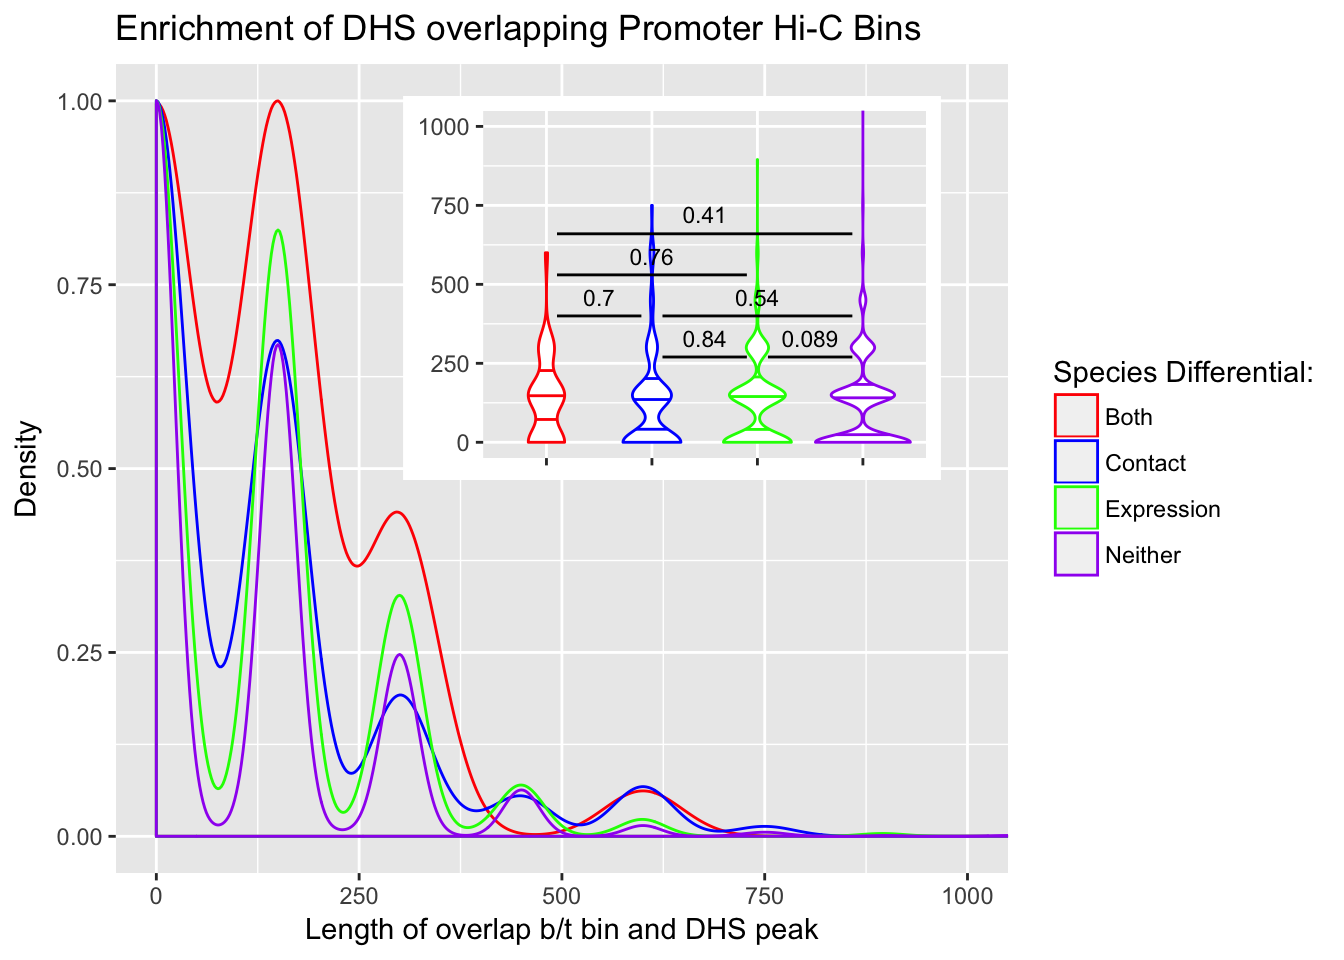 Enrichment of DHS overlapping Promoter Hi-C Bins
1.00
0.75
0.50
0.25
0.00
Density
0
250
500
750
1000
Length of overlap b/t bin and DHS peak
1000
750
500
250
0
0.41
0.76
0.7
0.54
0.84
0.089
Species Differential:
Both
Contact
Expression
Neither